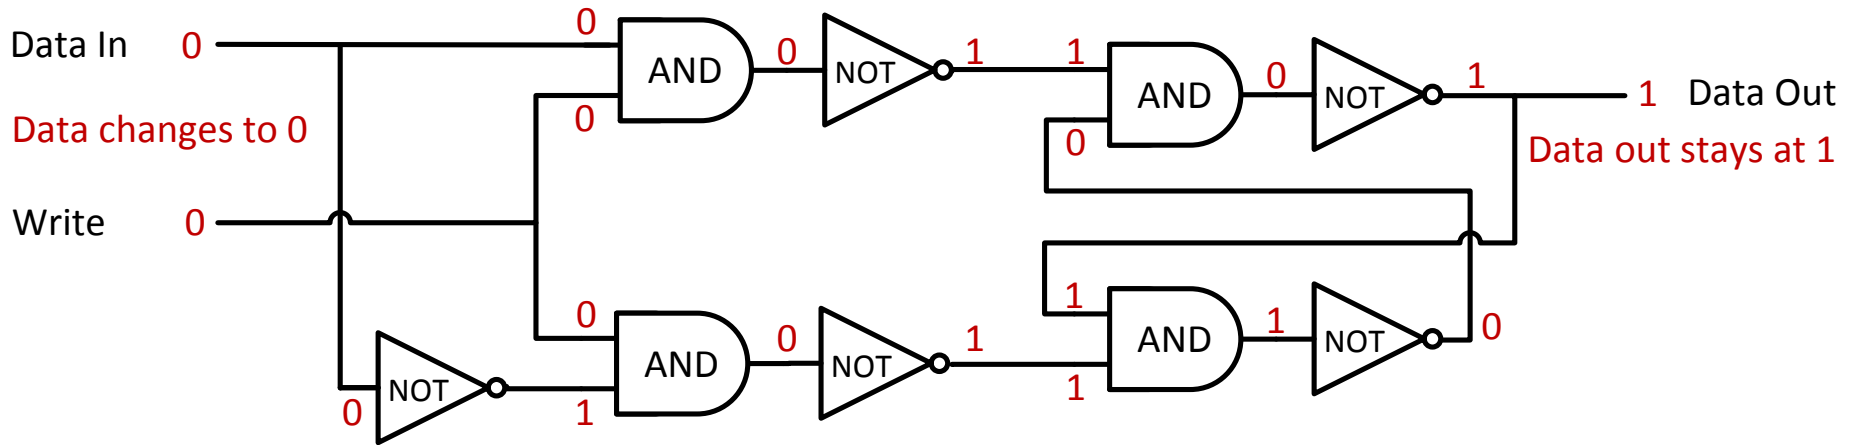 0
Data In 0
AND
0
NOT
1
1
AND
0
NOT
1
1 Data Out
Data changes to 0
0
0
Data out stays at 1
Write 0
0
AND
0
NOT
1
1
AND
1
NOT
0
NOT
0
1
1